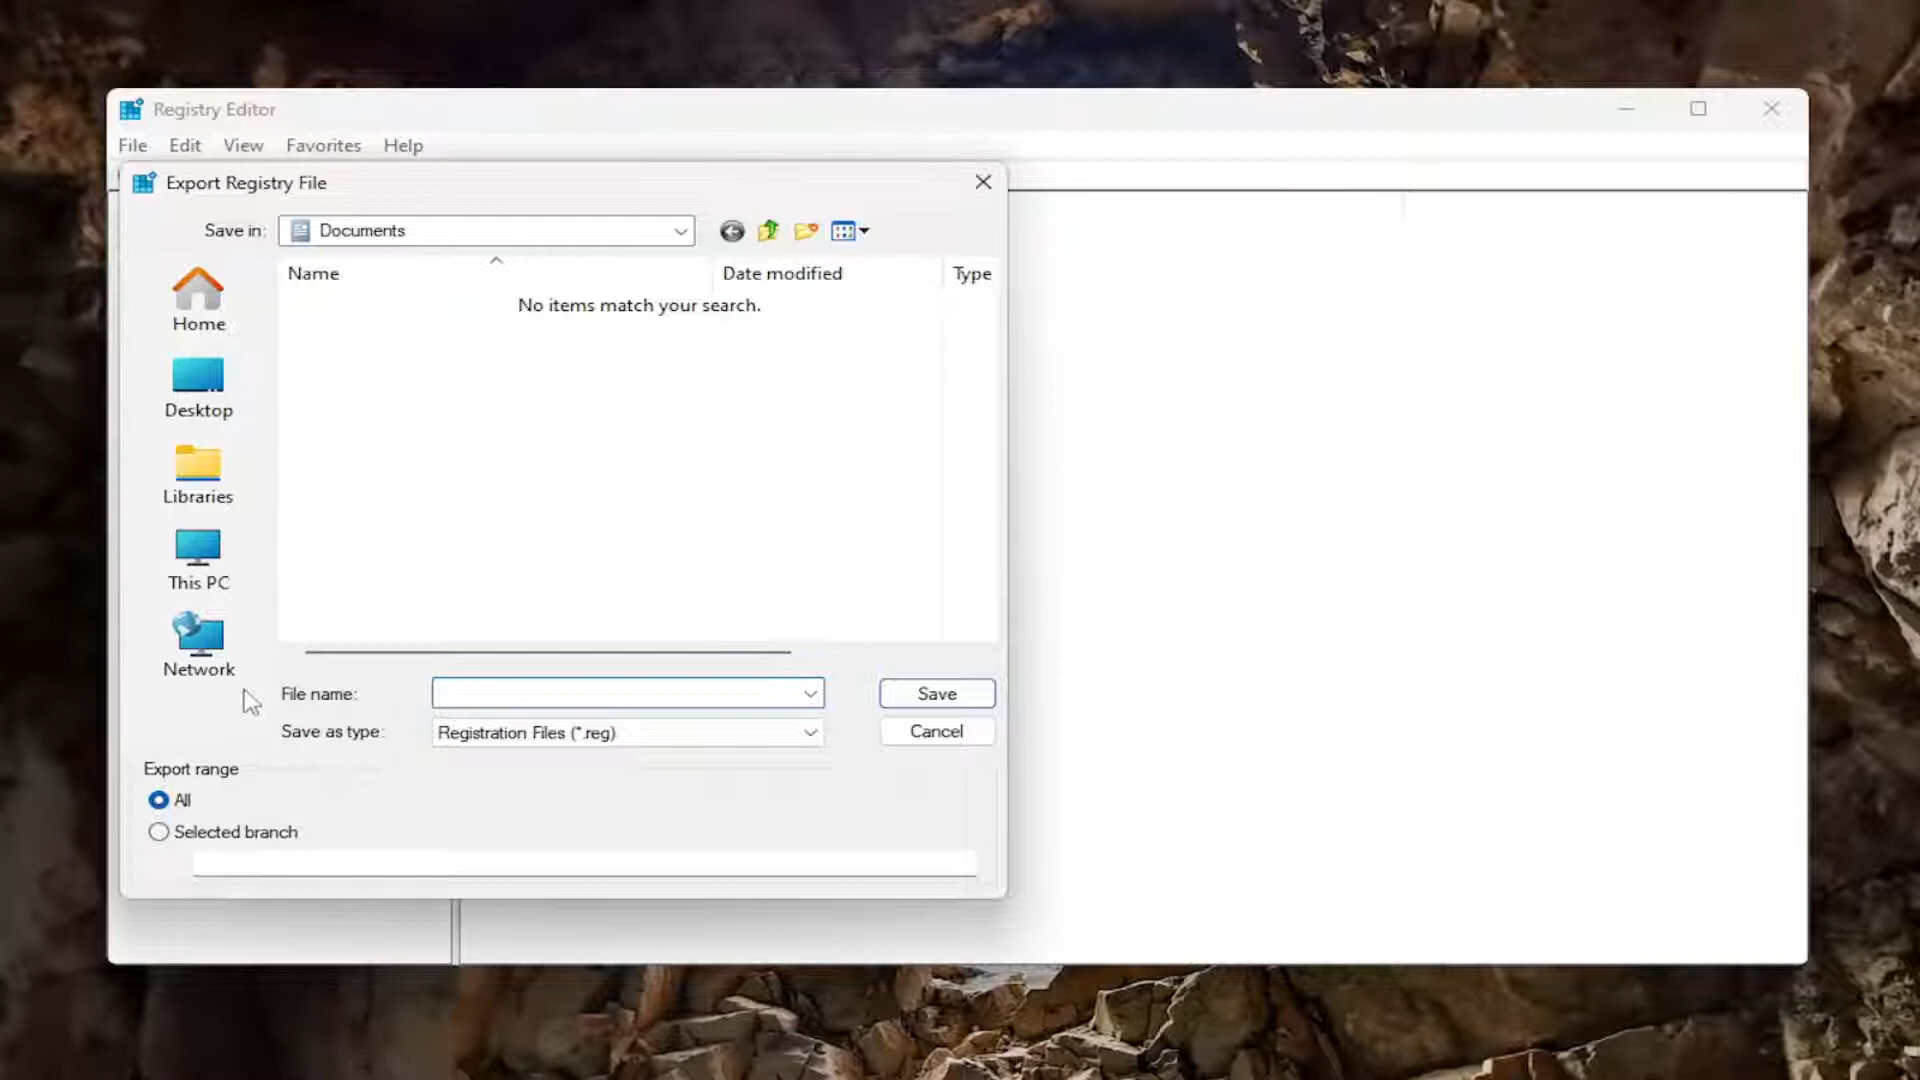 Registry Editor
File Edit View Favorites Help
Export Registry File
Save in: Documents
Name Date modified Type
No items match your search.
Home
Desktop
Libraries
This PC
Network
File name: Save
Save as type: Registration Files (*.reg) Cancel
Export range
All
Selected branch